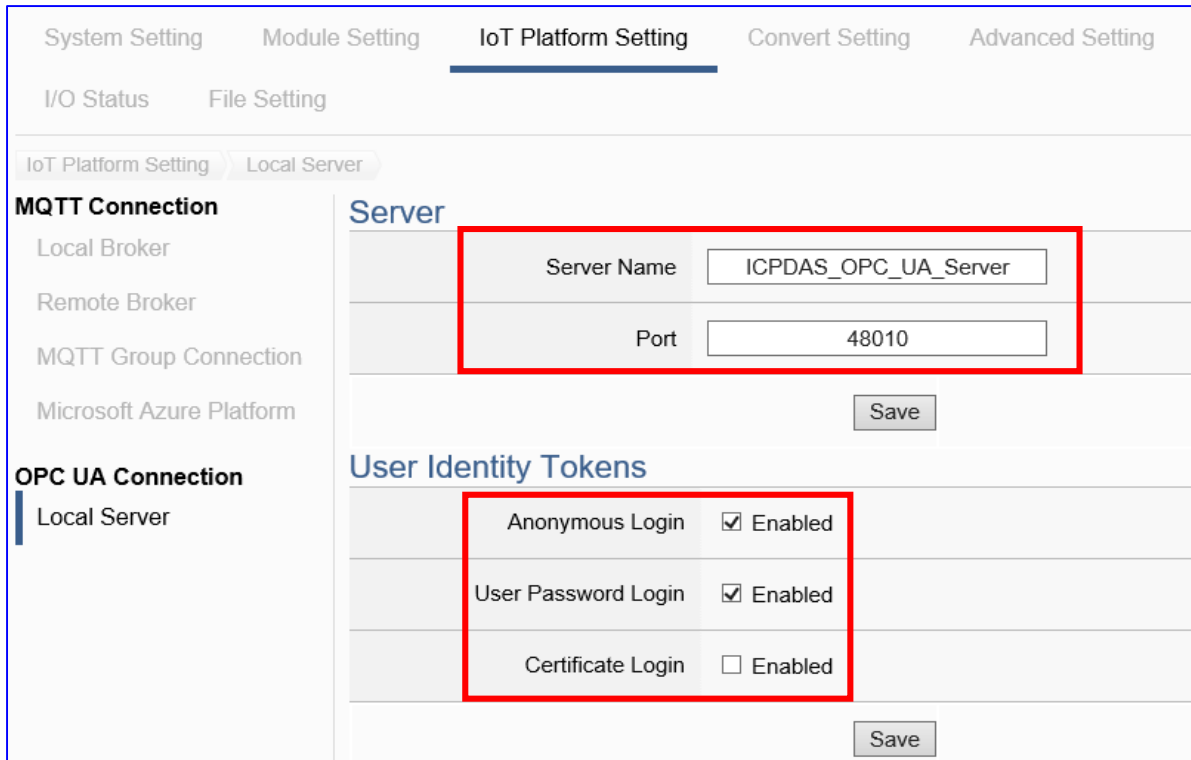 System Setting Module Setting IoT Platform Setting Convert Setting Advanced Setting
I/O Status File Setting
IoT Platform Setting Local Server
MQTT Connection
Local Broker
Remote Broker
MQTT Group Connection
Microsoft Azure Platform
OPC UA Connection
Local Server
Server
Server Name ICPDAS_OPC_UA_Server
Port 48010
Save
User Identity Tokens
Anonymous Login Enabled
User Password Login Enabled
Certificate Login Enabled
Save